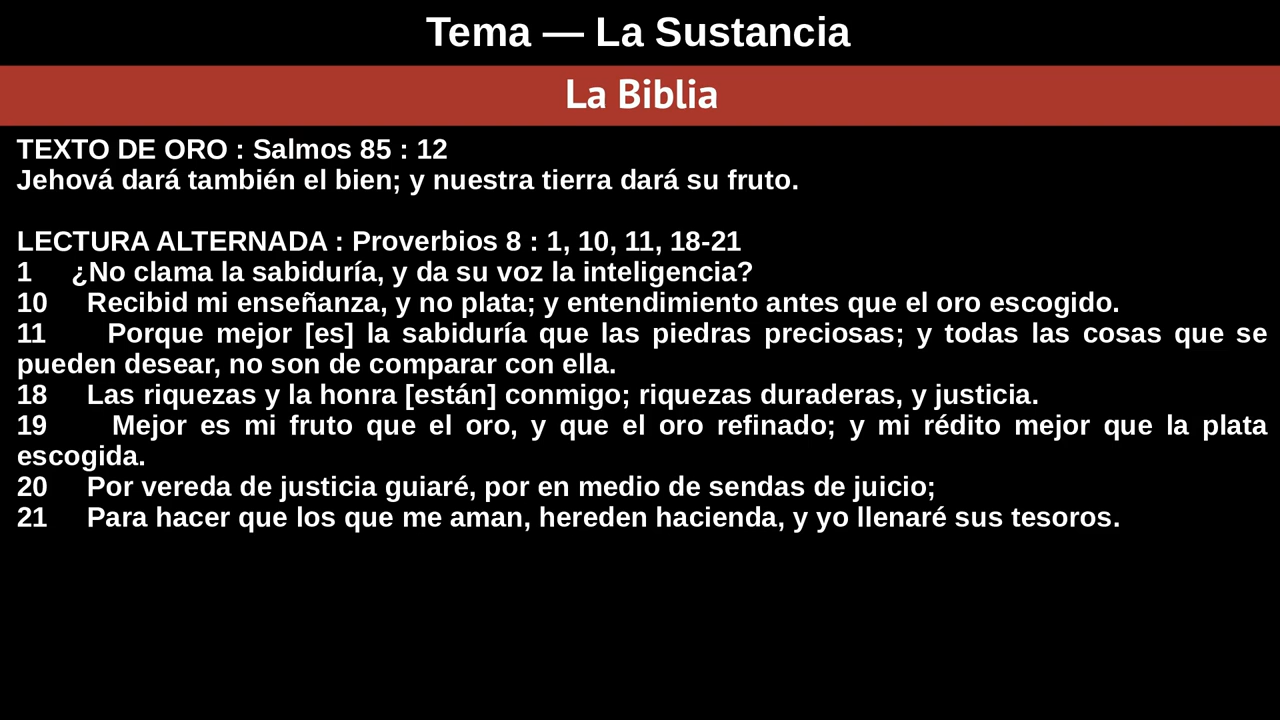 Tema — La Sustancia
La Biblia
TEXTO DE ORO : Salmos 85 : 12
Jehová dará también el bien; y nuestra tierra dará su fruto.
LECTURA ALTERNADA : Proverbios 8 : 1, 10, 11, 18-21
1 ¿No clama la sabiduría, y da su voz la inteligencia?
10 Recibid mi enseñanza, y no plata; y entendimiento antes que el oro escogido.
11 Porque mejor [es] la sabiduría que las piedras preciosas; y todas las cosas que se
pueden desear, no son de comparar con ella.
18 Las riquezas y la honra [están] conmigo; riquezas duraderas, y justicia.
19 Mejor es mi fruto que el oro, y que el oro refinado; y mi rédito mejor que la plata
escogida.
20 Por vereda de justicia guiaré, por en medio de sendas de juicio;
21 Para hacer que los que me aman, hereden hacienda, y yo llenaré sus tesoros.